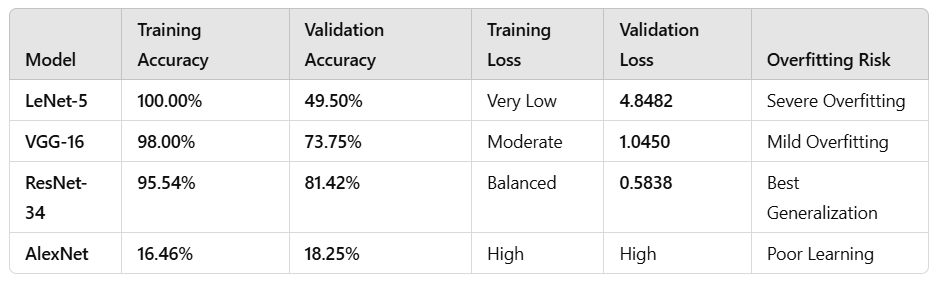 Model Training Accuracy Validation Accuracy Training Loss Validation Loss Overfitting Risk
LeNet-5 100.00% 49.50% Very Low 4.8482 Severe Overfitting
VGG-16 98.00% 73.75% Moderate 1.0450 Mild Overfitting
ResNet-34 95.54% 81.42% Balanced 0.5838 Best Generalization
AlexNet 16.46% 18.25% High High Poor Learning